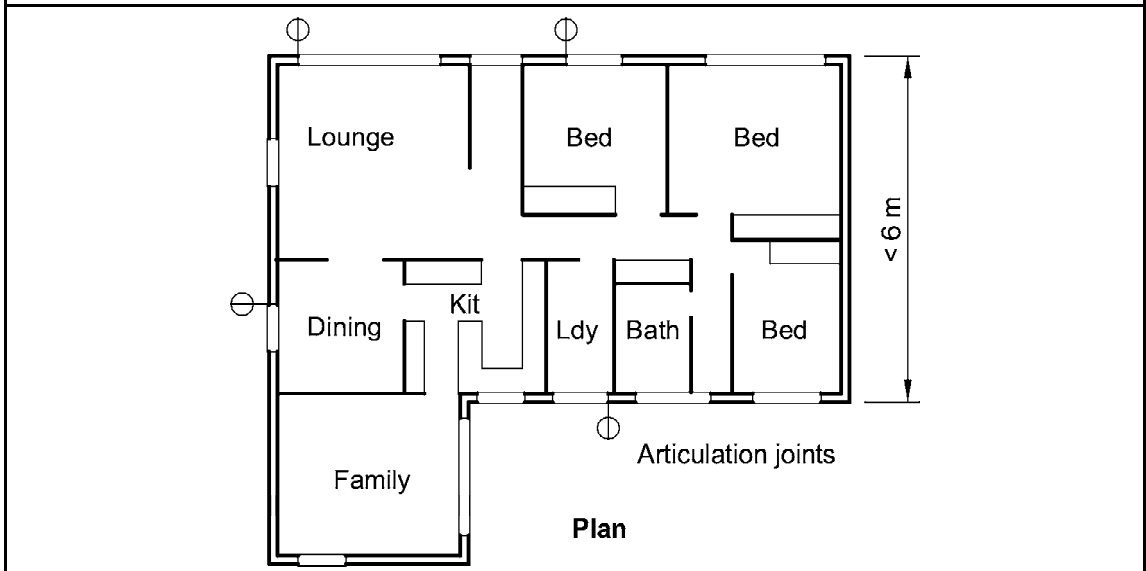 Lounge
Bed
Bed
< 6 m
Kit
Dining
Ldy
Bath
Bed
Articulation joints
Family
Plan